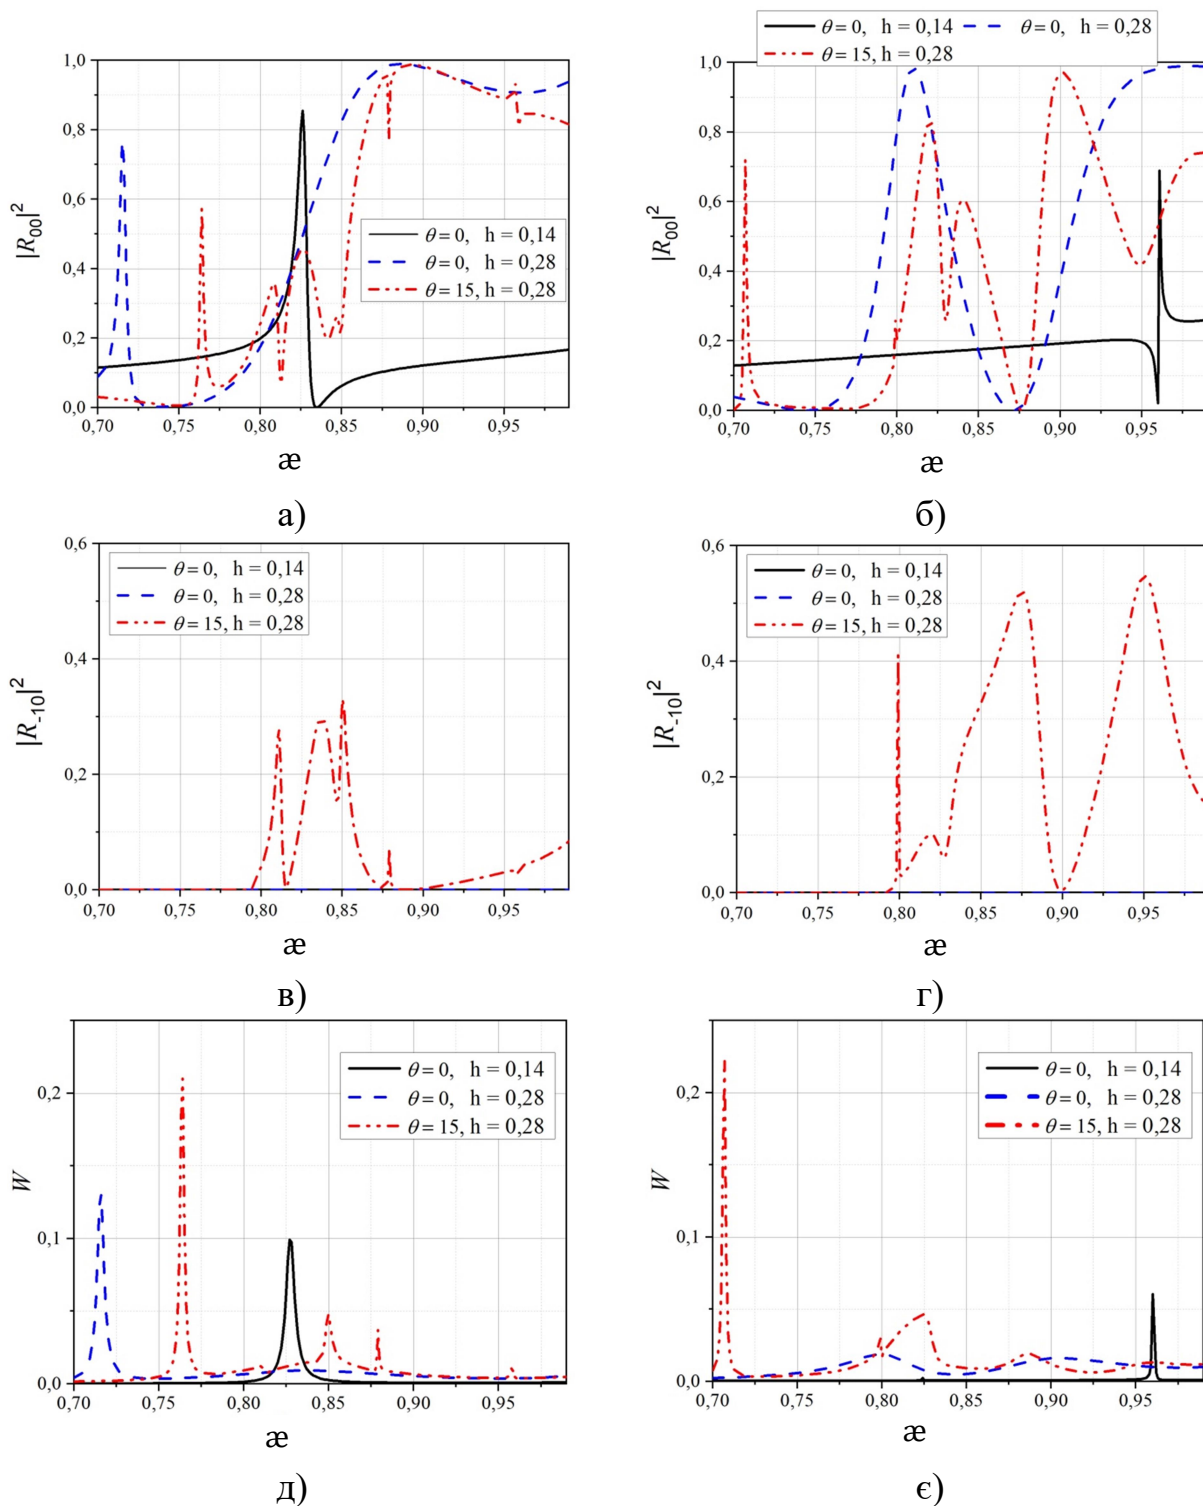 θ = 0, h = 0,14 θ = 0, h = 0,28
θ = 15, h = 0,28
1,0
0,8
0,6
0,4
0,2
0,0
|R00|2
θ = 0, h = 0,14
θ = 0, h = 0,28
θ = 15, h = 0,28
0,70 0,75 0,80 0,85 0,90 0,95
æ
а)
1,0
0,8
0,6
0,4
0,2
0,0
|R00|2
0,70 0,75 0,80 0,85 0,90 0,95
æ
б)
0,6
0,4
0,2
0,0
|R-10|2
θ = 0, h = 0,14
θ = 0, h = 0,28
θ = 15, h = 0,28
0,70 0,75 0,80 0,85 0,90 0,95
æ
в)
0,6
0,4
0,2
0,0
|R-10|2
θ = 0, h = 0,14
θ = 0, h = 0,28
θ = 15, h = 0,28
0,70 0,75 0,80 0,85 0,90 0,95
æ
г)
0,2
0,1
0,0
W
θ = 0, h = 0,14
θ = 0, h = 0,28
θ = 15, h = 0,28
0,70 0,75 0,80 0,85 0,90 0,95
æ
д)
0,2
0,1
0,0
W
θ = 0, h = 0,14
θ = 0, h = 0,28
θ = 15, h = 0,28
0,70 0,75 0,80 0,85 0,90 0,95
æ
є)